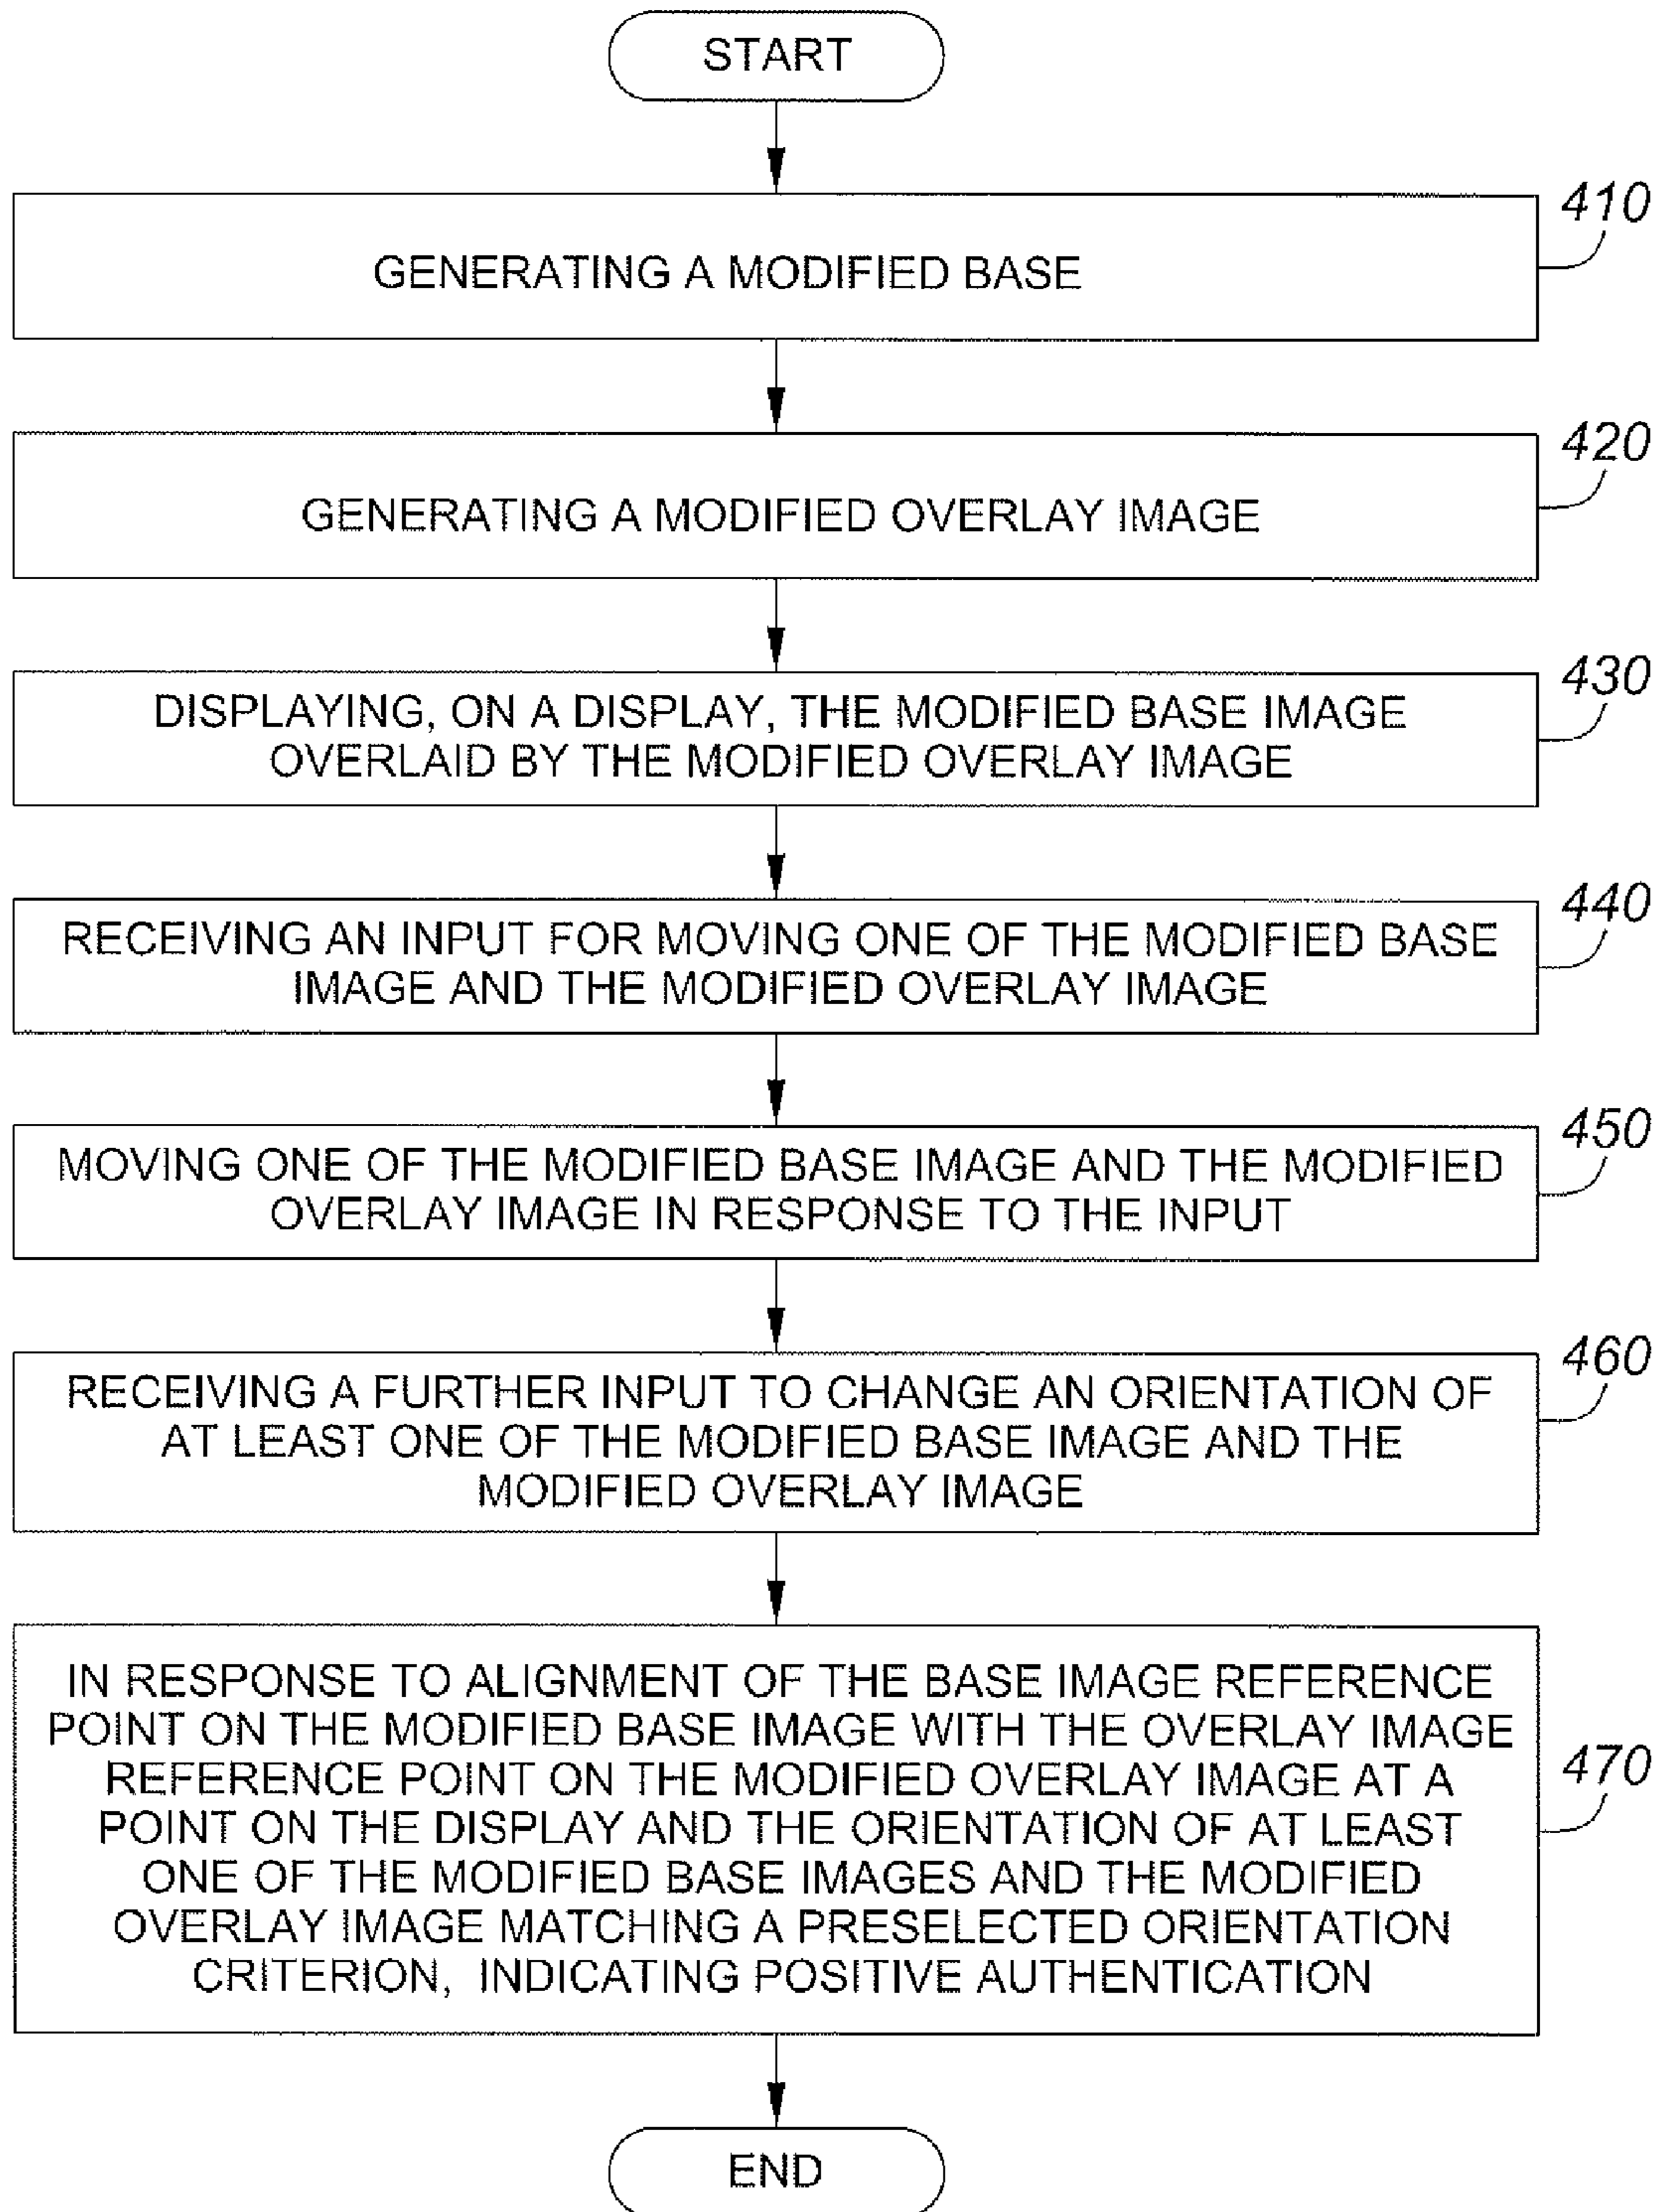 START
410
GENERATING A MODIFIED BASE
420
GENERATING A MODIFIED OVERLAY IMAGE
430
DISPLAYING, ON A DISPLAY, THE MODIFIED BASE IMAGE
OVERLAID BY THE MODIFIED OVERLAY IMAGE
440
RECEIVING AN INPUT FOR MOVING ONE OF THE MODIFIED BASE
IMAGE AND THE MODIFIED OVERLAY IMAGE
450
MOVING ONE OF THE MODIFIED BASE IMAGE AND THE MODIFIED
OVERLAY IMAGE IN RESPONSE TO THE INPUT
460
RECEIVING A FURTHER INPUT TO CHANGE AN ORIENTATION OF
AT LEAST ONE OF THE MODIFIED BASE IMAGE AND THE
MODIFIED OVERLAY IMAGE
IN RESPONSE TO ALIGNMENT OF THE BASE IMAGE REFERENCE
POINT ON THE MODIFIED BASE IMAGE WITH THE OVERLAY IMAGE
REFERENCE POINT ON THE MODIFIED OVERLAY IMAGE AT A
470
POINT ON THE DISPLAY AND THE ORIENTATION OF AT LEAST
ONE OF THE MODIFIED BASE IMAGES AND THE MODIFIED
OVERLAY IMAGE MATCHING A PRESELECTED ORIENTATION
CRITERION, INDICATING POSITIVE AUTHENTICATION
END